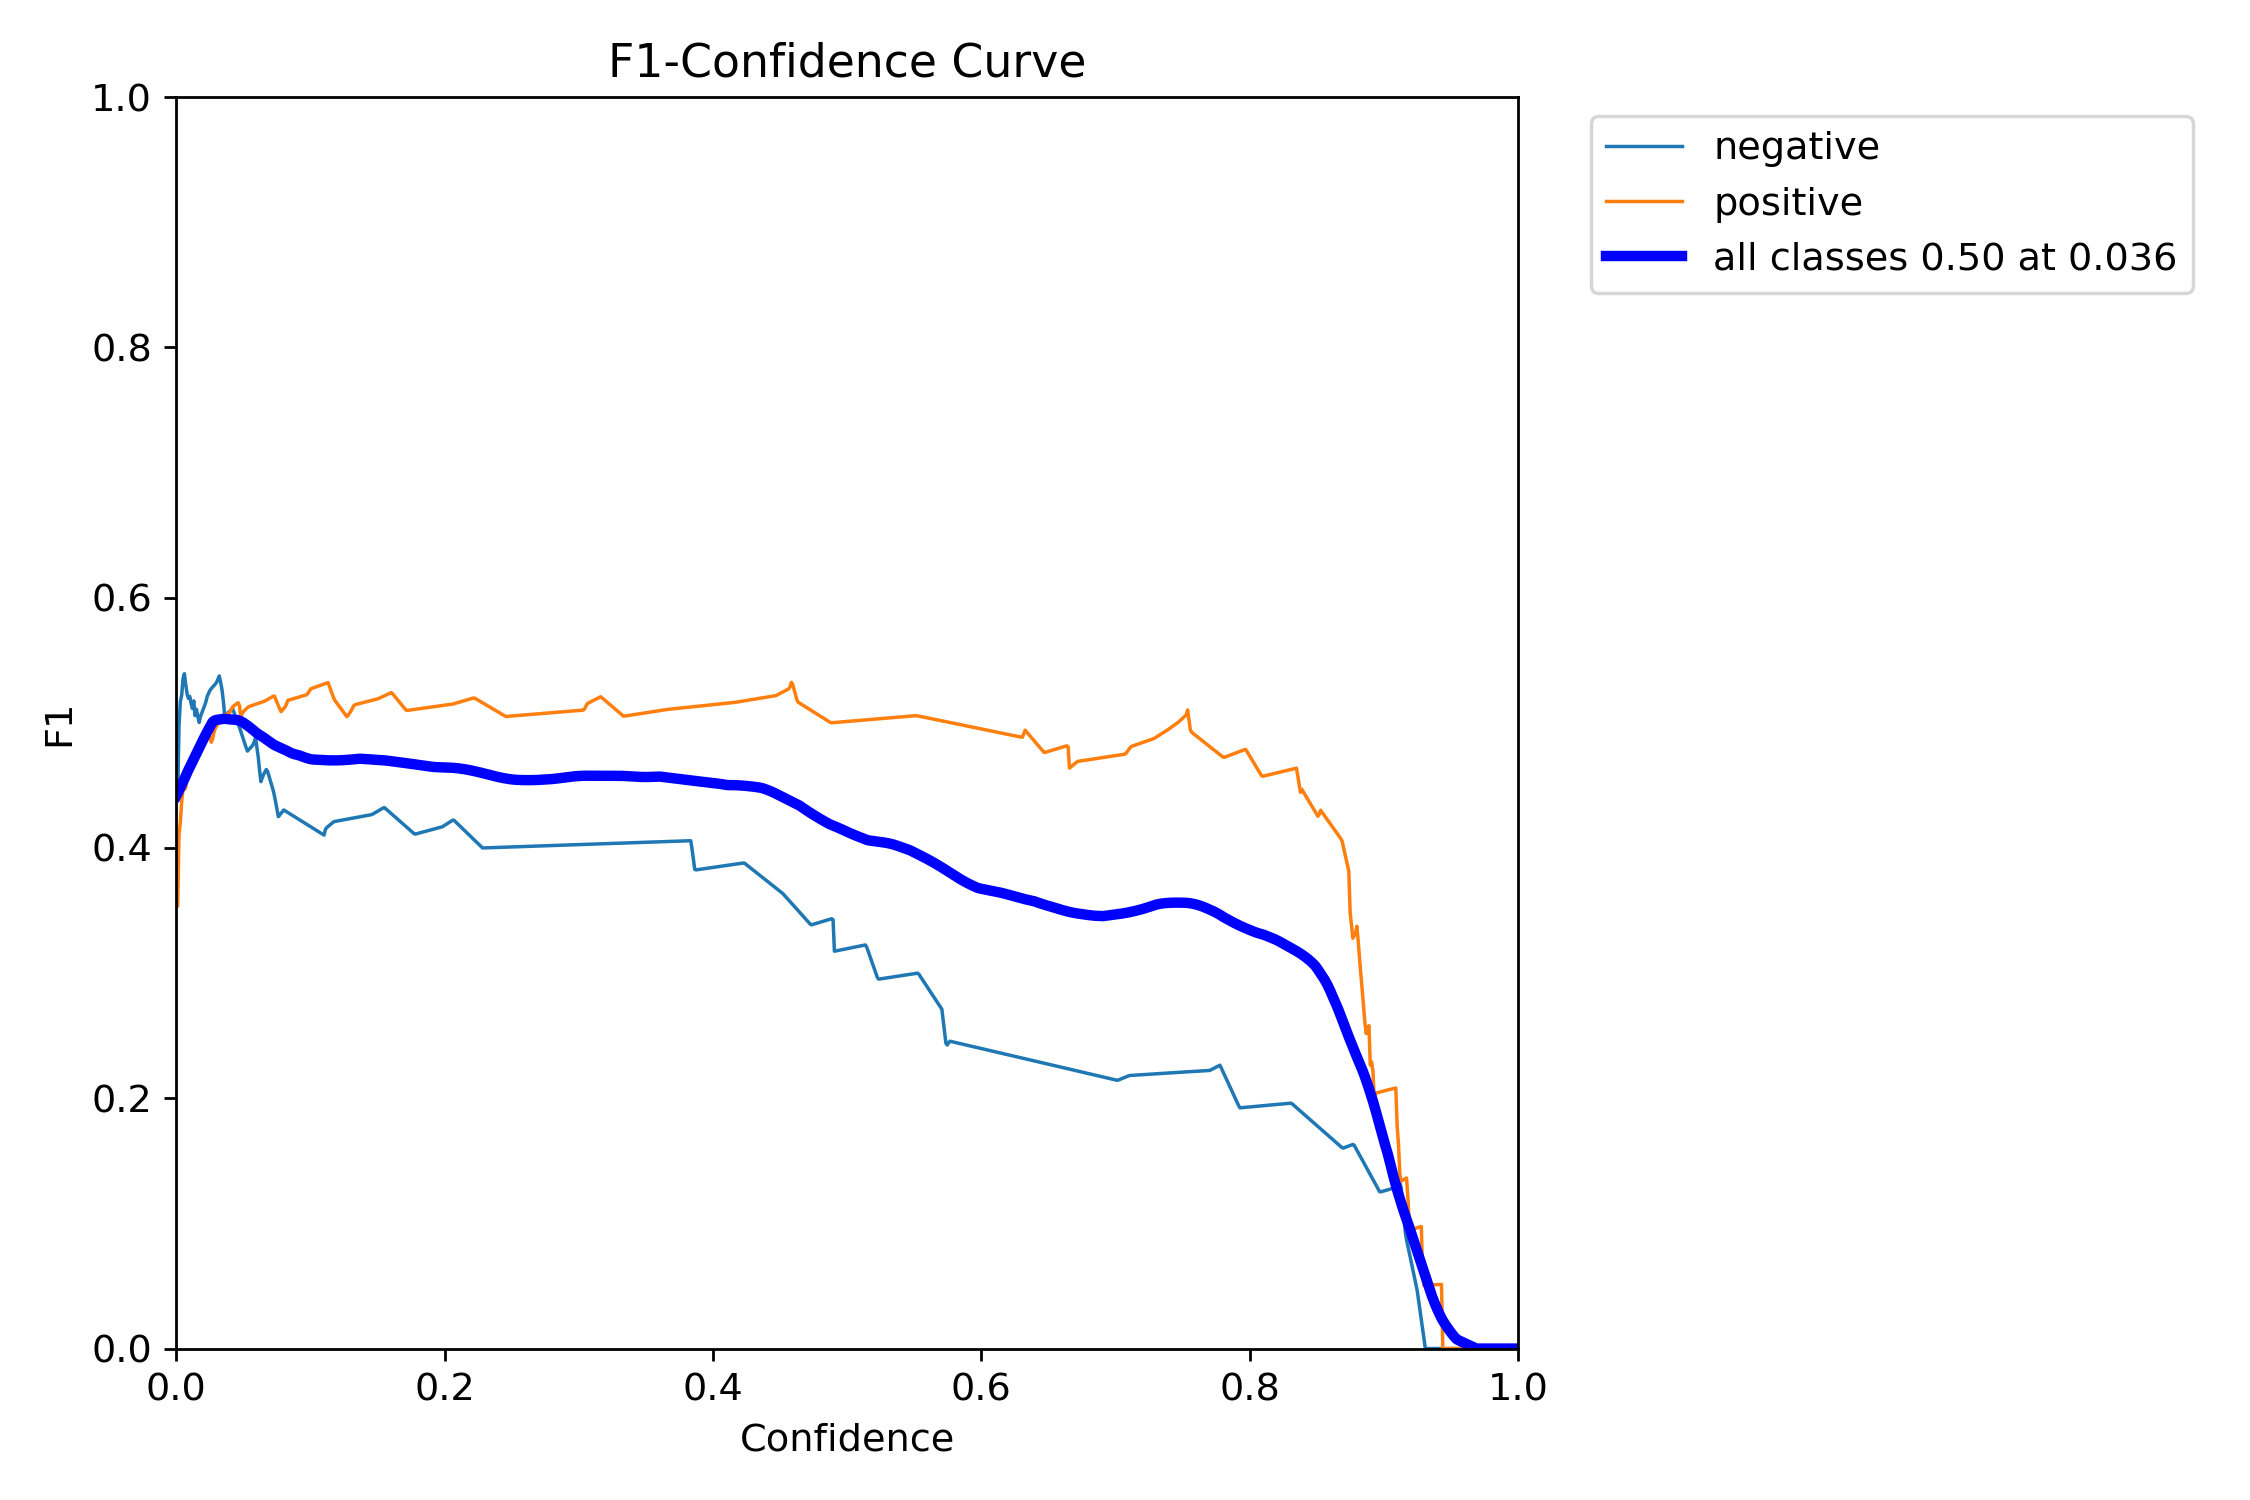 F1-Confidence Curve
1.0
0.8
0.6
0.4
0.2
0.0
F1
0.0 0.2 0.4 0.6 0.8 1.0
Confidence
negative
positive
all classes 0.50 at 0.036